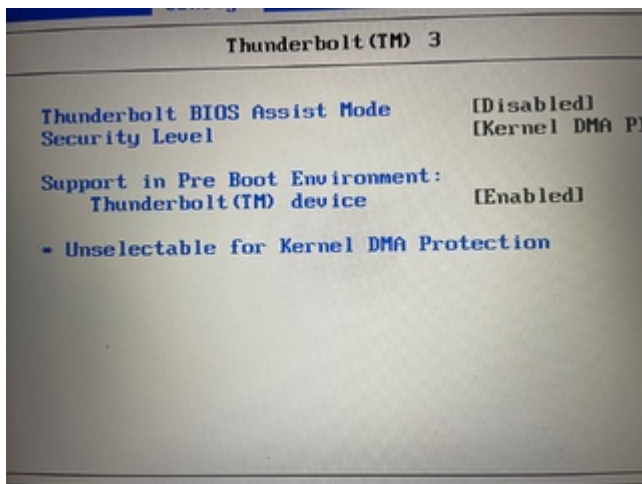 Thunderbolt(TM) 3
Thunderbolt BIOS Assist Mode [Disabled]
Security Level [Kernel DMA
Support in Pre Boot Environment:
Thunderbolt(TM) device [Enabled]
* Unselectable for Kernel DMA Protection